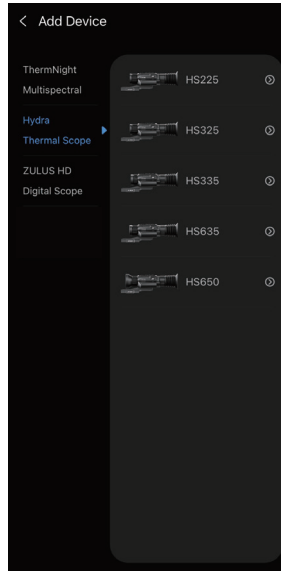 Add Device
ThermNight
Multispectral
Hydra
Thermal Scope
ZULUS HD
Digital Scope
HS225
HS325
HS335
HS635
HS650